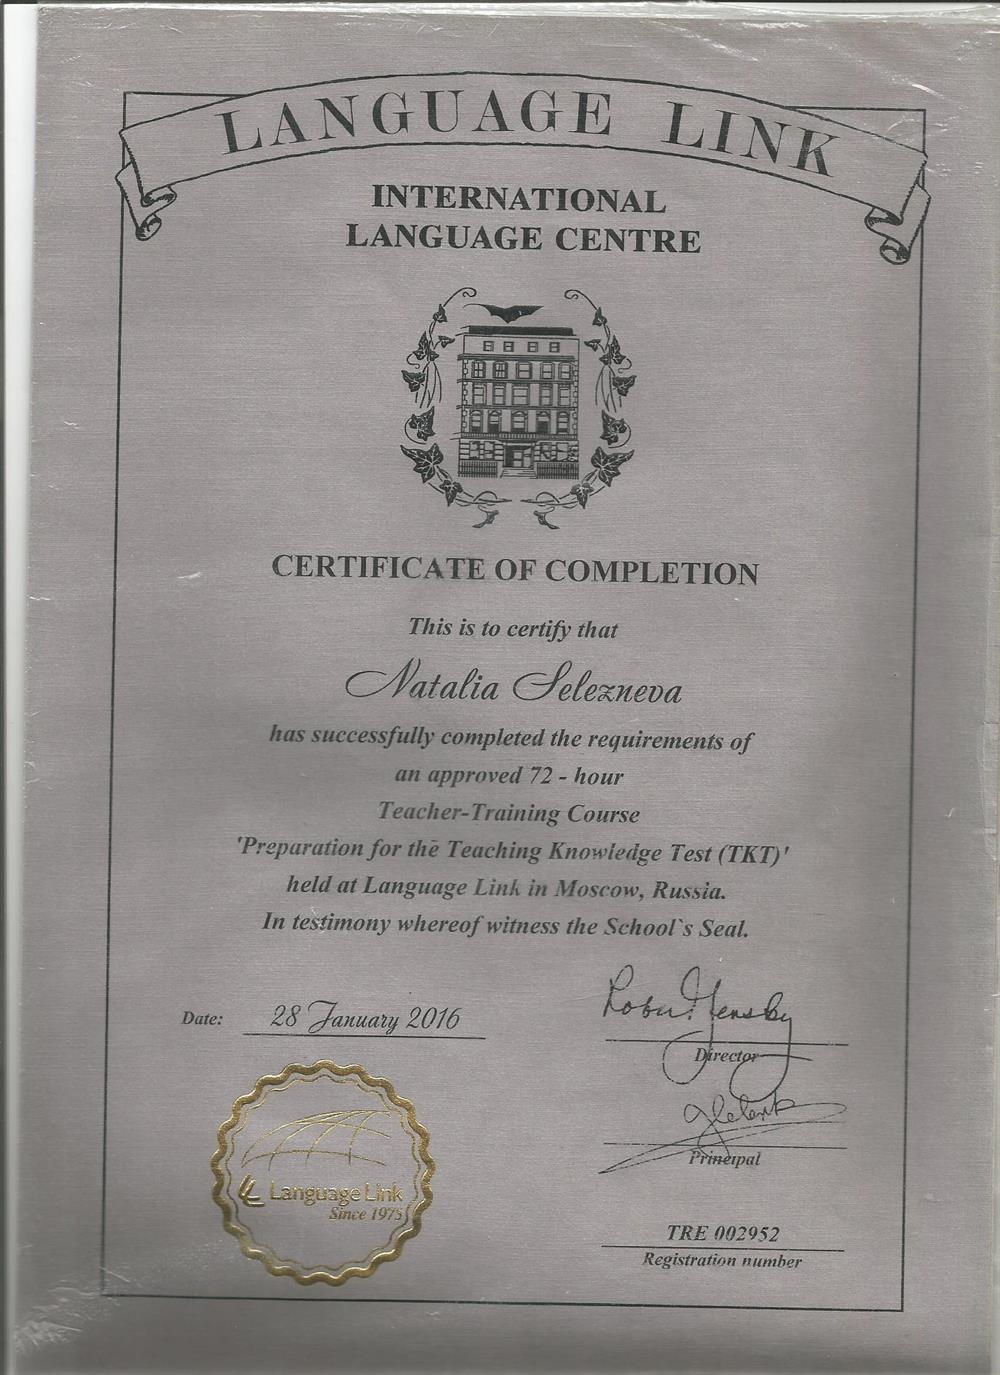 LANGUAGE LINK
INTERNATIONAL
LANGUAGE CENTRE
CERTIFICATE OF COMPLETION
This is to certify that
Natalia Selezneva
has successfully completed the requirements of
an approved 72 - hour
Teacher-Training Course
'Preparation for the Teaching Knowledge Test (TKT)'
held at Language Link in Moscow, Russia.
In testimony whereof witness the School`s Seal.
Date: 28 January 2016
Director
Principal
LL Language Link
Since 1975
TRE 002952
Registration number